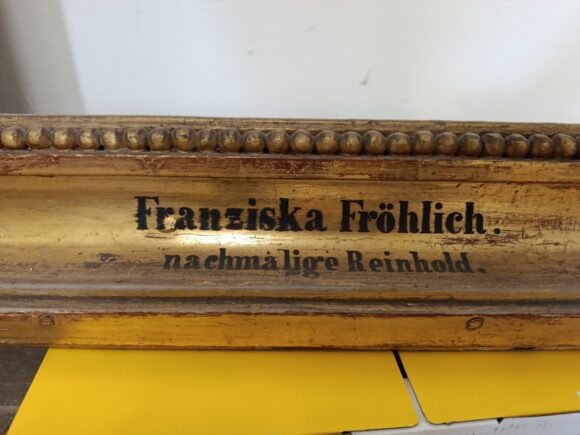 Franziska Fröhlich.
nachmalige Reinhold.